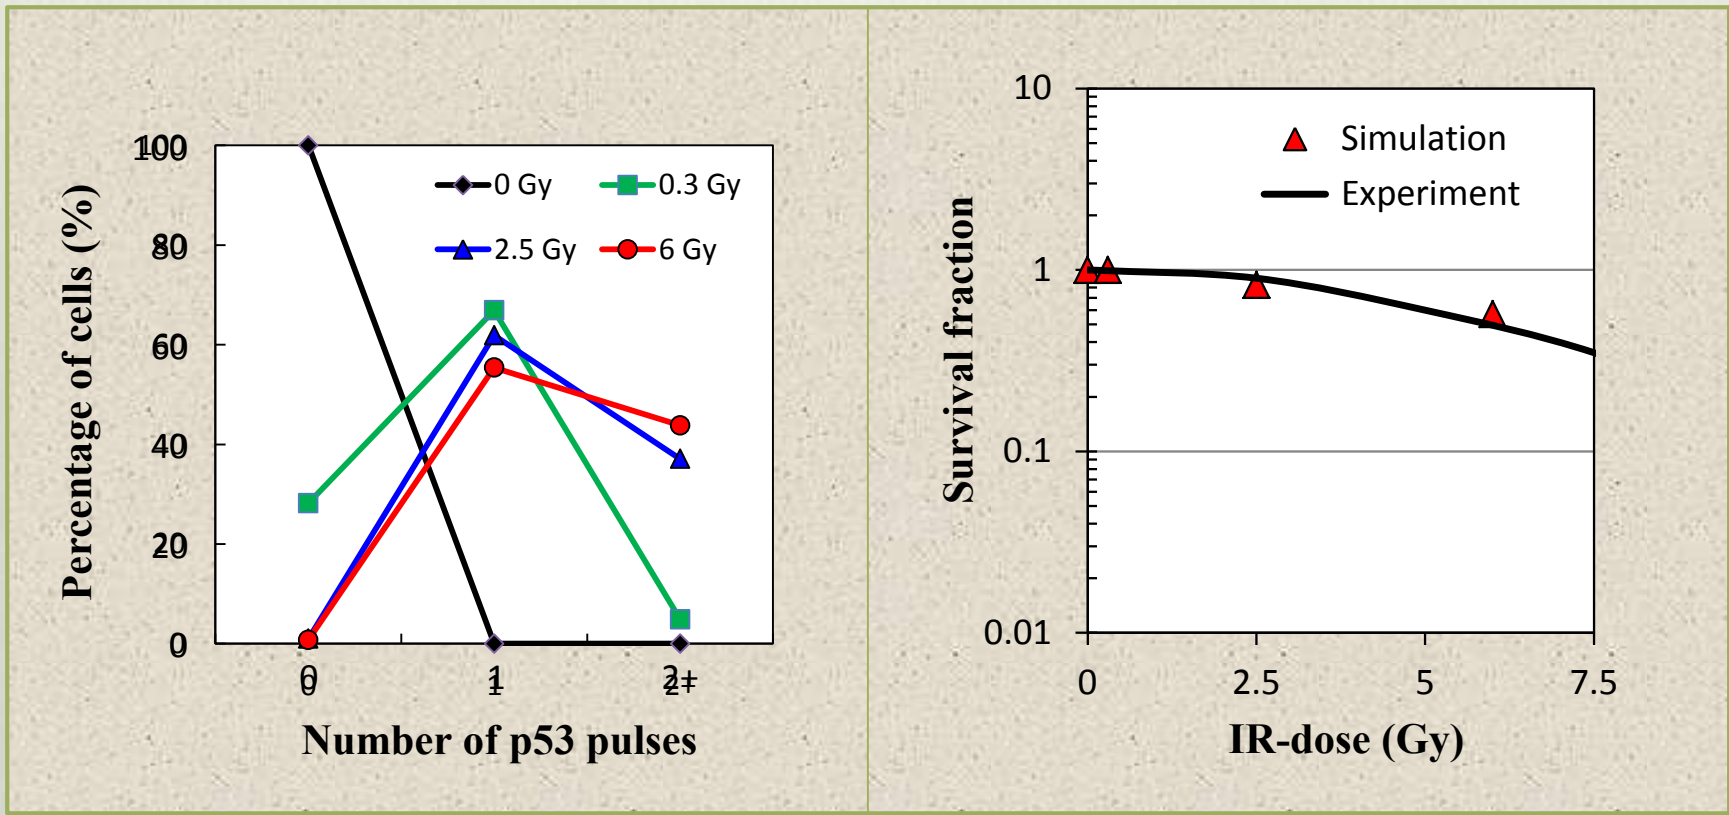 100
80
60
40
20
0
Percentage of cells (%)
0 Gy
0.3 Gy
2.5 Gy
6 Gy
0
1
2+
Number of p53 pulses
10
1
0.1
0.01
Survival fraction
Simulation
Experiment
0
2.5
5
7.5
IR-dose (Gy)